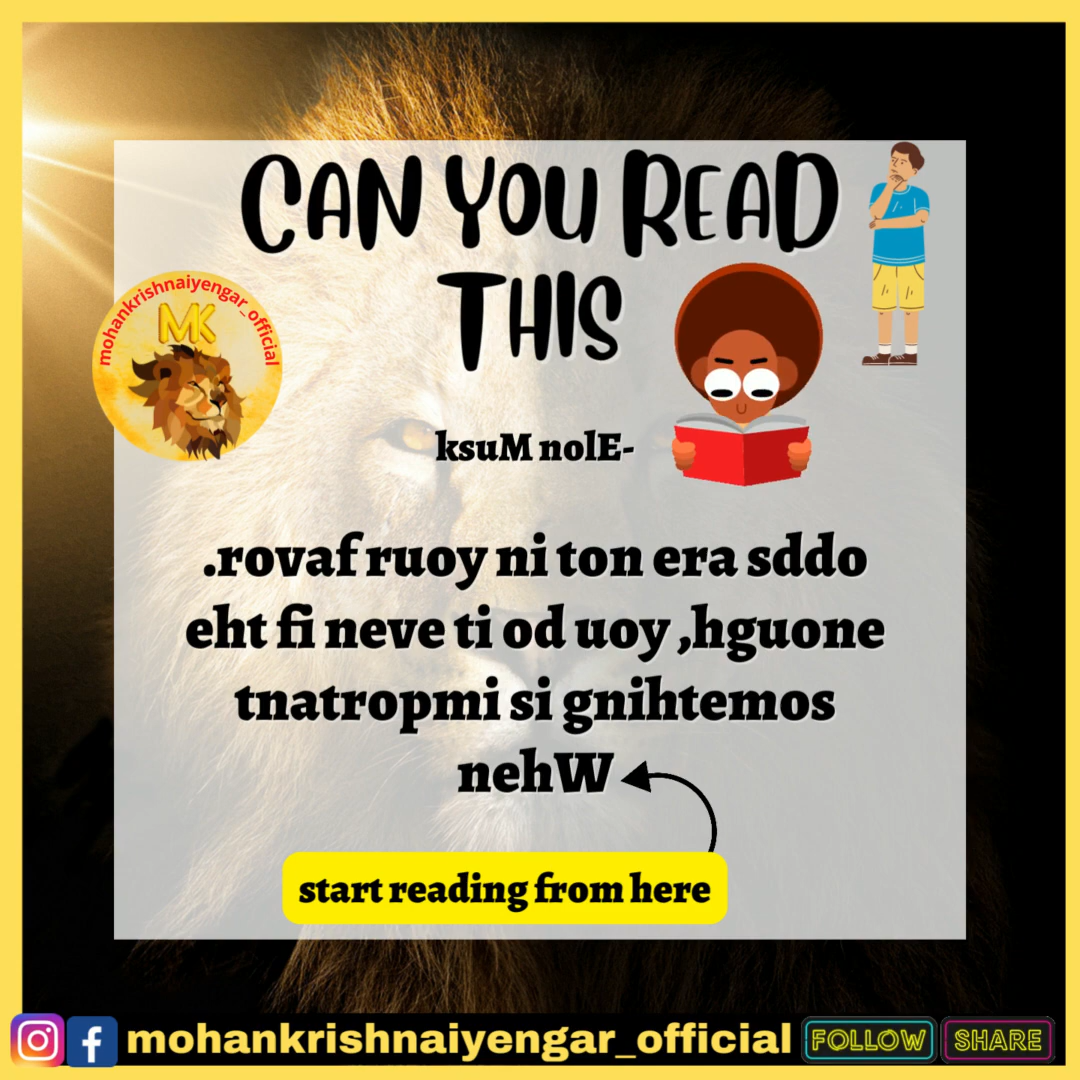 CAN YOU READ
THIS
mohankrishnaiyengar_official
MK
ksuM nolE-
.rovaf ruoy ni ton era sddo
eht fi neve ti od uoy ,hguone
tnatropmi si gnihtemos
nehW
start reading from here
mohankrishnaiyengar_official
FOLLOW
SHARE